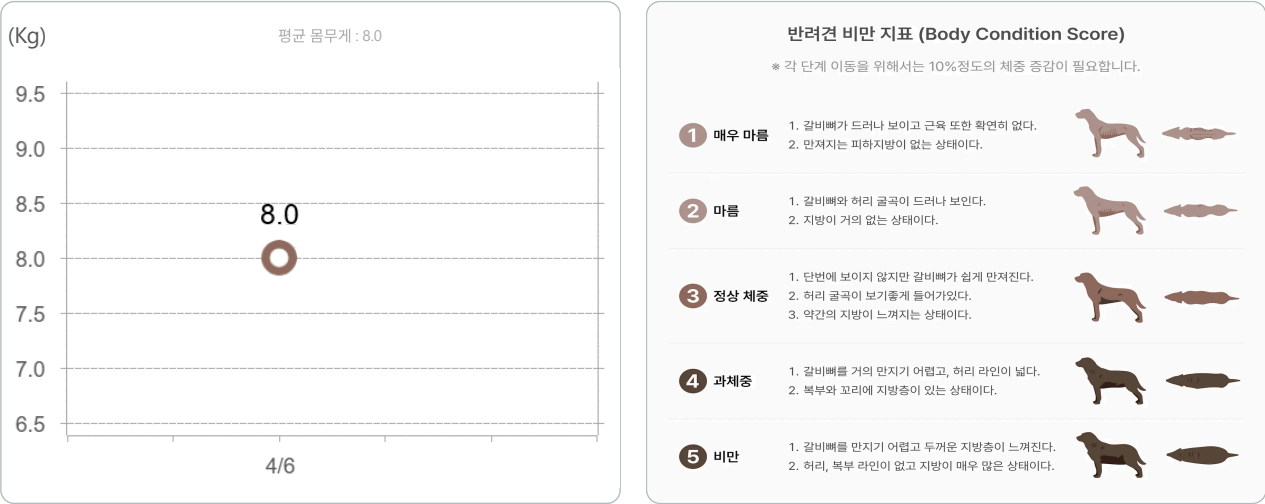 (Kg)
평균 몸무게 : 8.0
9.5
9.0
8.5
8.0
8.0
7.5
7.0
6.5
4/6
반려견 비만 지표 (Body Condition Score)
※ 각 단계 이동을 위해서는 10%정도의 체중 증감이 필요합니다.
1 매우 마름
1. 갈비뼈가 드러나 보이고 근육 또한 확연히 없다.
2. 만져지는 피하지방이 없는 상태이다.
2 마름
1. 갈비뼈와 허리 굴곡이 드러나 보인다.
2. 지방이 거의 없는 상태이다.
3 정상 체중
1. 단번에 보이지 않지만 갈비뼈가 쉽게 만져진다.
2. 허리 굴곡이 보기좋게 들어가있다.
3. 약간의 지방이 느껴지는 상태이다.
4 과체중
1. 갈비뼈를 거의 만지기 어렵고, 허리 라인이 넓다.
2. 복부와 꼬리에 지방층이 있는 상태이다.
5 비만
1. 갈비뼈를 만지기 어렵고 두꺼운 지방층이 느껴진다.
2. 허리, 복부 라인이 없고 지방이 매우 많은 상태이다.